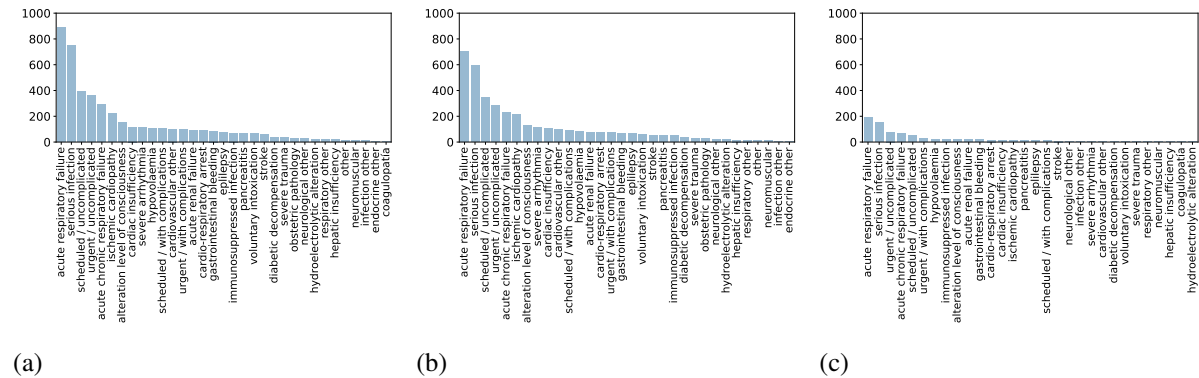 1000
800
600
400
200
0
acute respiratory failure
serious infection
scheduled / uncomplicated
urgent / uncomplicated
acute chronic respiratory failure
ischemic cardiopathy
alteration level of consciousness
cardiac insufficiency
severe arrhythmia
hypovolaemia
scheduled / with complications
cardiovascular other
urgent / with complications
acute renal failure
cardio-respiratory arrest
gastrointestinal bleeding
epilepsy
immunosuppressed infection
pancreatitis
voluntary intoxication
stroke
diabetic decompensation
severe trauma
obstetric pathology
neurological other
hydroelectrolytic alteration
respiratory other
hepatic insufficiency
other
neuromuscular
infection other
endocrine other
coagulopatia
(a)
1000
800
600
400
200
0
acute respiratory failure
serious infection
scheduled / uncomplicated
urgent / uncomplicated
acute chronic respiratory failure
ischemic cardiopathy
alteration level of consciousness
severe arrhythmia
cardiac insufficiency
cardiovascular other
scheduled / with complications
hypovolaemia
acute renal failure
cardio-respiratory arrest
urgent / with complications
gastrointestinal bleeding
epilepsy
voluntary intoxication
stroke
pancreatitis
immunosuppressed infection
diabetic decompensation
severe trauma
obstetric pathology
neurological other
hydroelectrolytic alteration
hepatic insufficiency
respiratory other
other
neuromuscular
infection other
endocrine other
(b)
1000
800
600
400
200
0
acute respiratory failure
serious infection
urgent / uncomplicated
acute chronic respiratory failure
scheduled / uncomplicated
urgent / with complications
hypovolaemia
immunosuppressed infection
alteration level of consciousness
acute renal failure
gastrointestinal bleeding
cardio-respiratory arrest
cardiac insufficiency
ischemic cardiopathy
pancreatitis
epilepsy
scheduled / with complications
stroke
neurological other
infection other
severe arrhythmia
cardiovascular other
diabetic decompensation
voluntary intoxication
severe trauma
respiratory other
neuromuscular
hepatic insufficiency
coagulopatia
hydroelectrolytic alteration
(c)